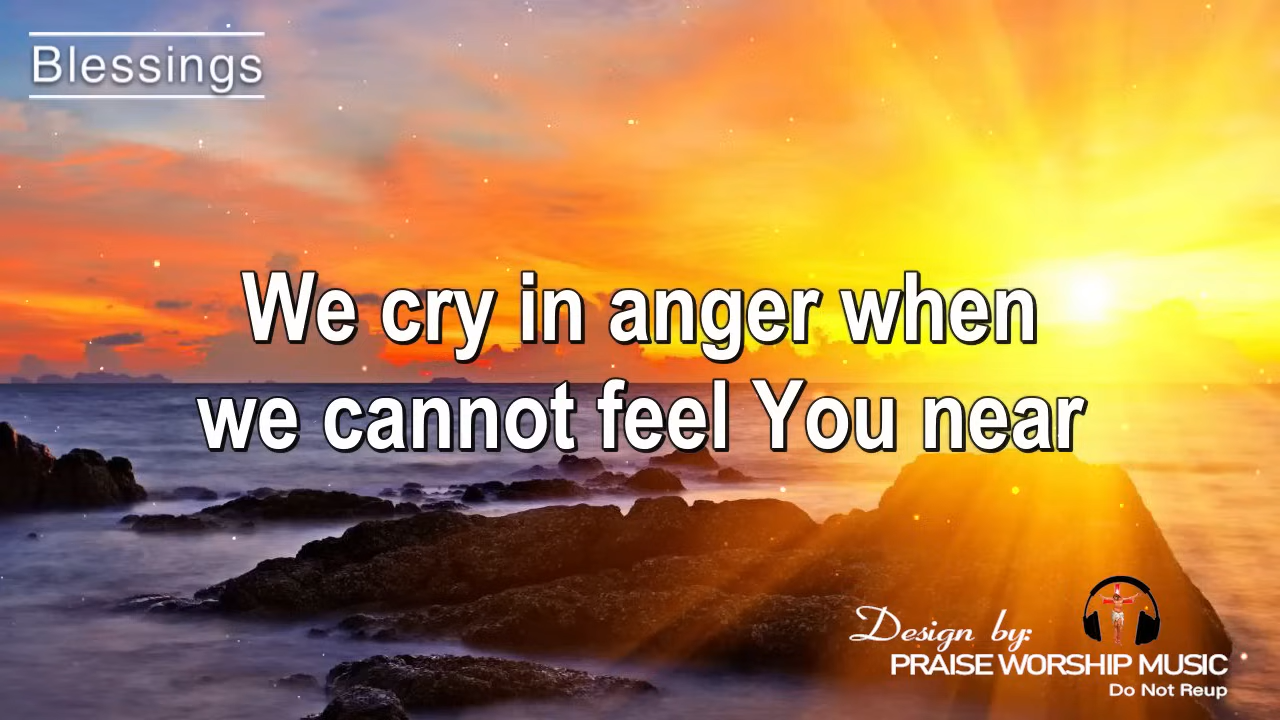 Blessings
We cry in anger when
we cannot feel You near
Design by:
PRAISE WORSHIP MUSIC
Do Not Reup